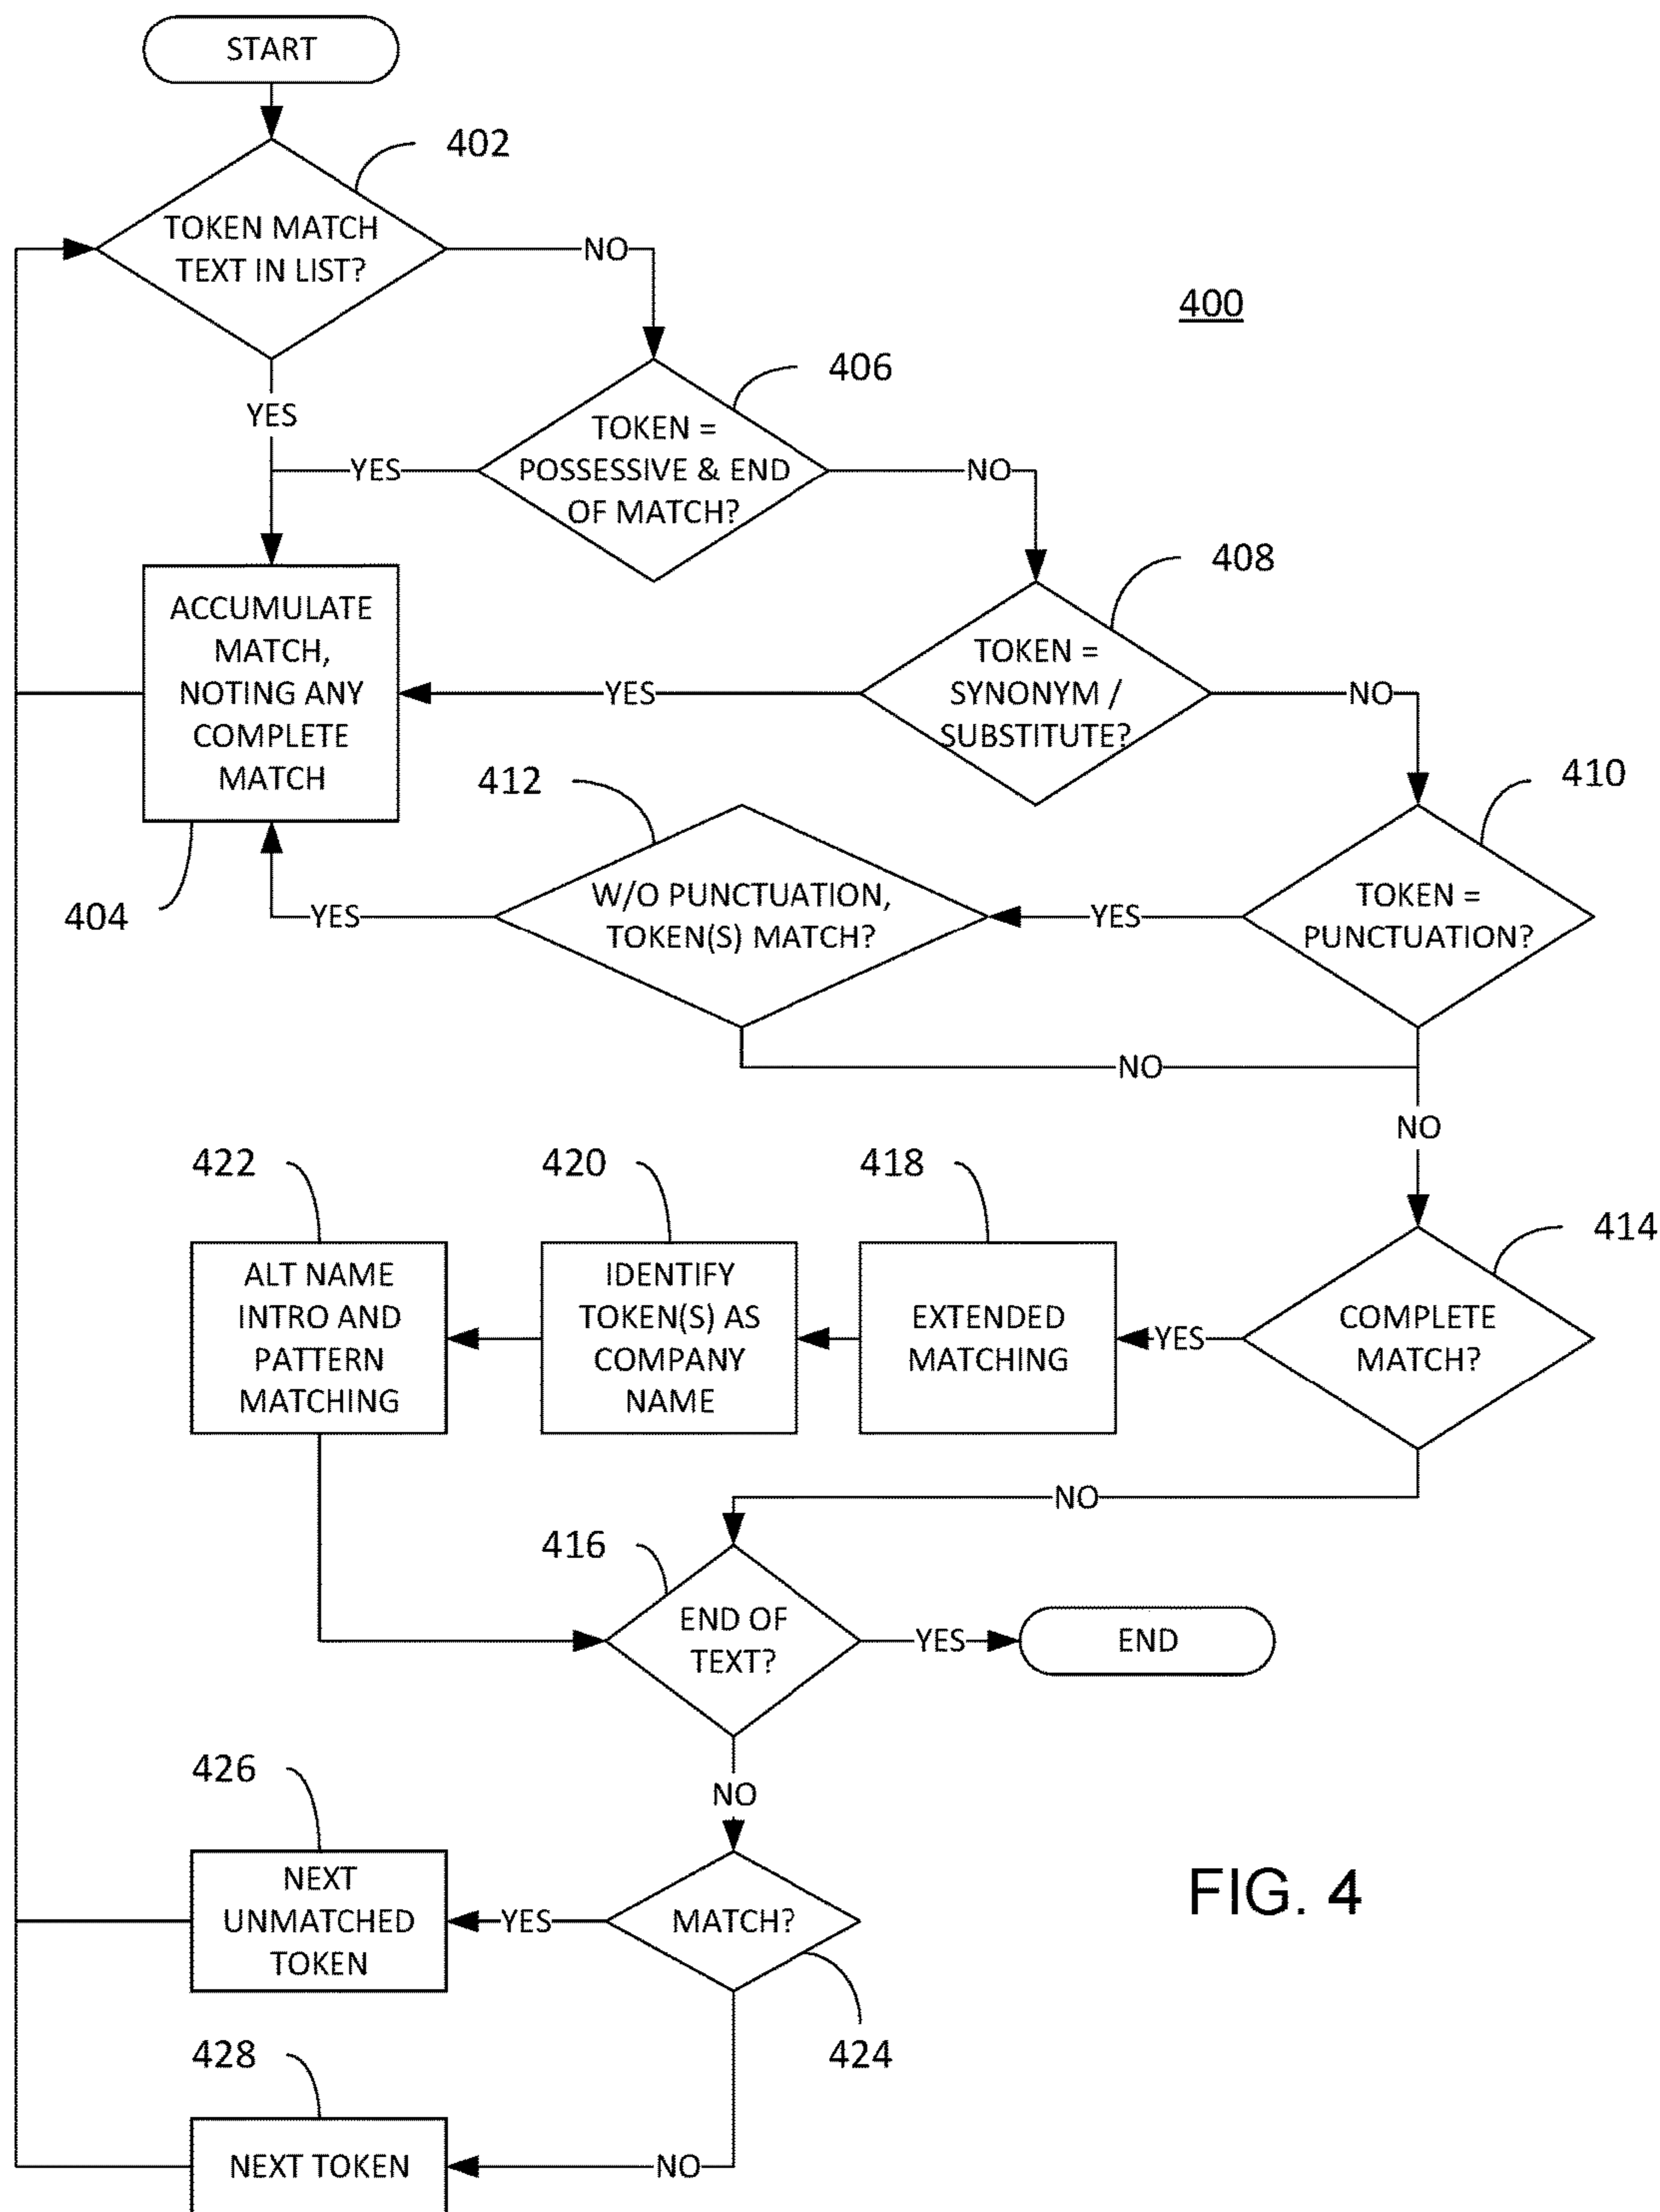 START
402
TOKEN MATCH
TEXT IN LIST?
NO
400
YES
406
TOKEN =
POSSESSIVE & END
OF MATCH?
YES
NO
408
TOKEN =
SYNONYM /
SUBSTITUTE?
YES
NO
ACCUMULATE
MATCH,
NOTING ANY
COMPLETE
MATCH
404
412
W/O PUNCTUATION,
TOKEN(S) MATCH?
YES
YES
410
TOKEN =
PUNCTUATION?
NO
NO
422
420
418
414
ALT NAME
INTRO AND
PATTERN
MATCHING
IDENTIFY
TOKEN(S) AS
COMPANY
NAME
EXTENDED
MATCHING
YES
COMPLETE
MATCH?
NO
416
END OF
TEXT?
YES
END
NO
426
NEXT
UNMATCHED
TOKEN
YES
MATCH?
FIG. 4
424
428
NEXT TOKEN
NO